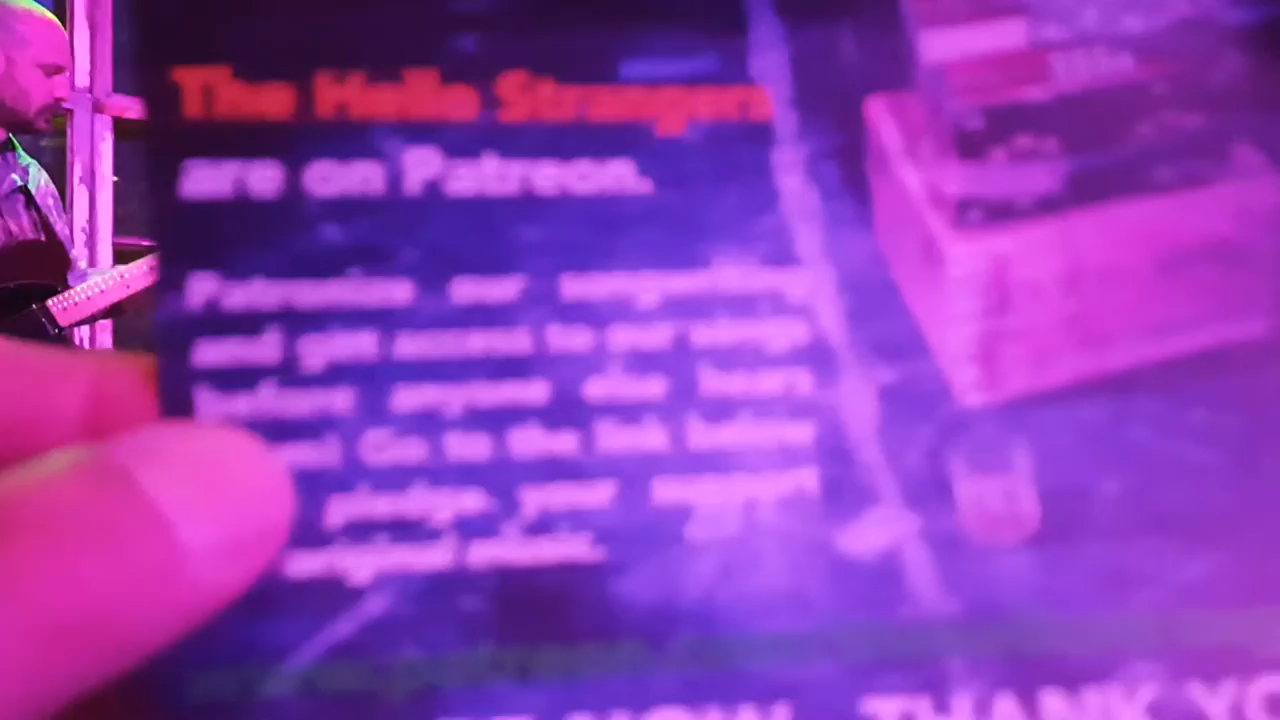 The Hello Strangers
are on Patreon.
Patronize our songwriting
and get access to our songs
before anyone else hears
Go to the link below
pledge your support
original music.
NOW THANK YO